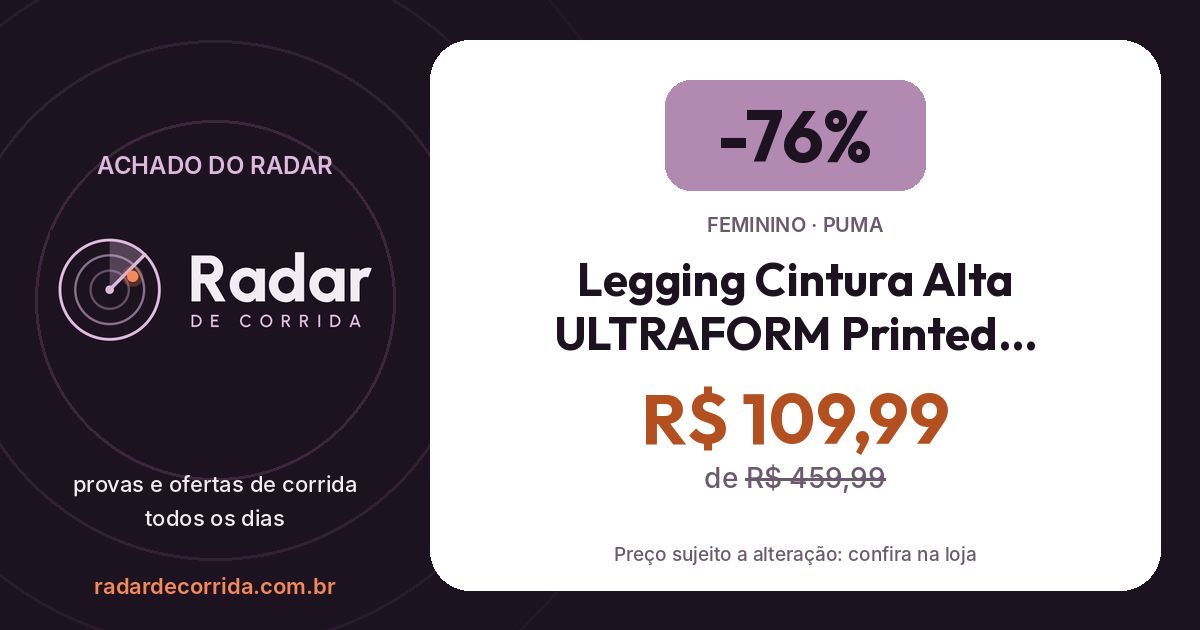 ACHADO DO RADAR
Radar
DE CORRIDA
provas e ofertas de corrida
todos os dias
radardecorrida.com.br
-76%
FEMININO · PUMA
Legging Cintura Alta
ULTRAFORM Printed...
R$ 109,99
de R$ 459,99
Preço sujeito a alteração: confira na loja